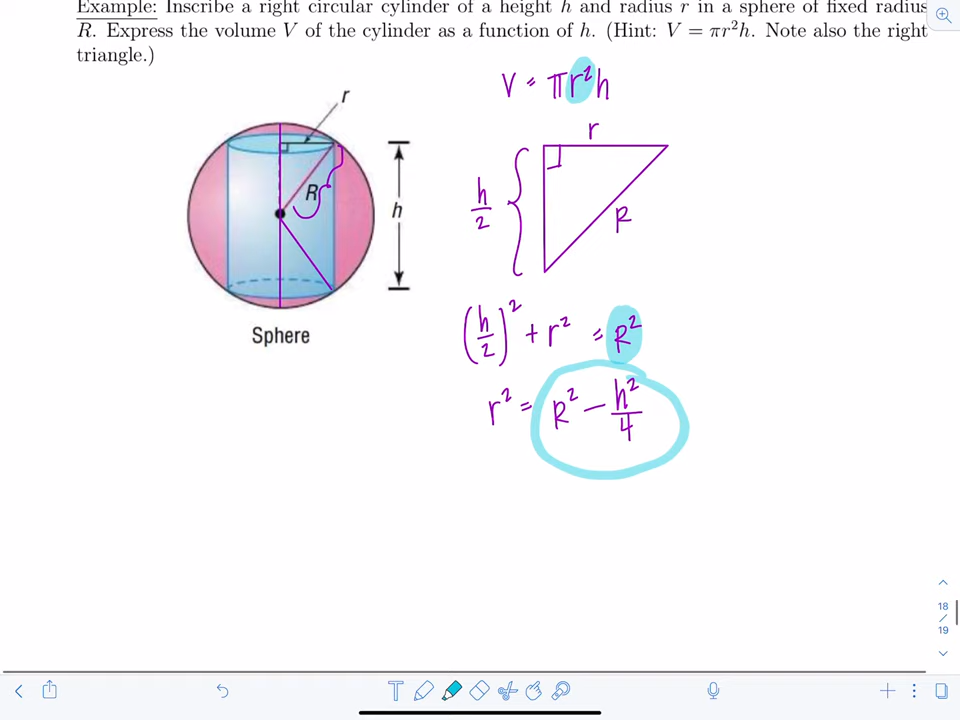 Example: Inscribe a right circular cylinder of a height h and radius r in a sphere of fixed radius
R. Express the volume V of the cylinder as a function of h. (Hint: V = πr²h. Note also the right
triangle.)
V = πr²h
r
R
h
Sphere
r
h/2
R
(h/2)² + r² = R²
r² = R² − h²/4
18
/
19
T